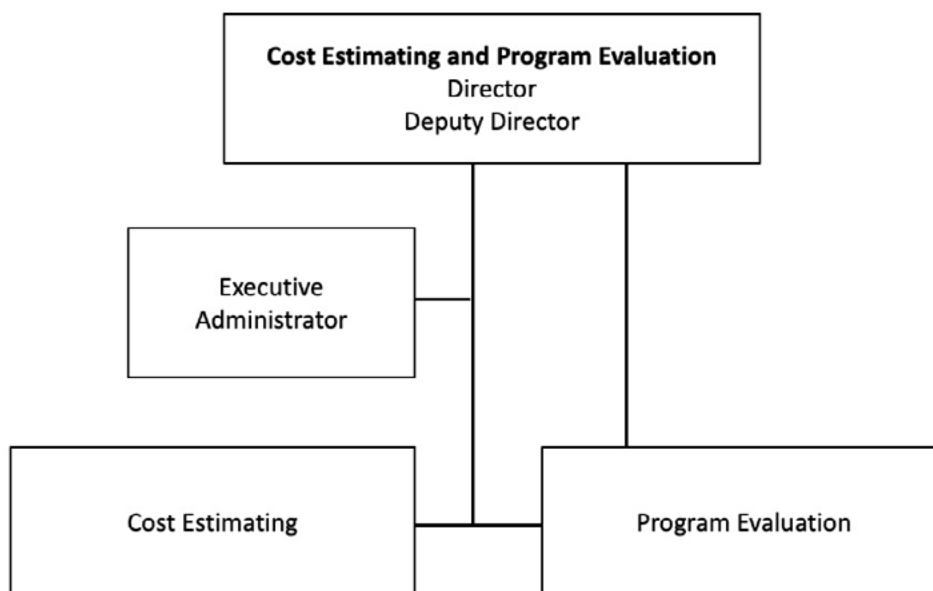 Cost Estimating and Program Evaluation
Director
Deputy Director
Executive
Administrator
Cost Estimating
Program Evaluation